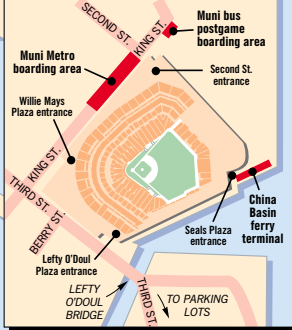 SECOND ST.
KING ST.
Muni bus
postgame
boarding area
Muni Metro
boarding area
Second St.
entrance
Willie Mays
Plaza entrance
KING ST.
THIRD ST.
BERRY ST.
China
Basin
ferry
terminal
Seals Plaza
entrance
Lefty O'Doul
Plaza entrance
LEFTY
O'DOUL
BRIDGE
THIRD ST.
TO PARKING
LOTS